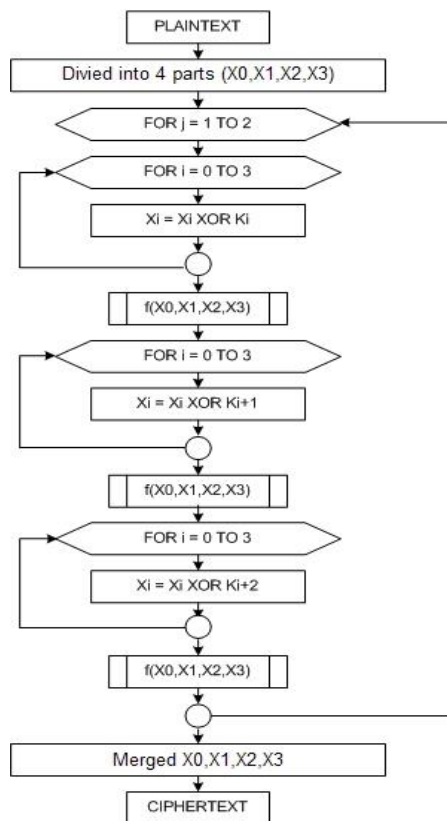 PLAINTEXT
Divied into 4 parts (X0,X1,X2,X3)
FOR j = 1 TO 2
FOR i = 0 TO 3
Xi = Xi XOR Ki
f(X0,X1,X2,X3)
FOR i = 0 TO 3
Xi = Xi XOR Ki+1
f(X0,X1,X2,X3)
FOR i = 0 TO 3
Xi = Xi XOR Ki+2
f(X0,X1,X2,X3)
Merged X0,X1,X2,X3
CIPHERTEXT